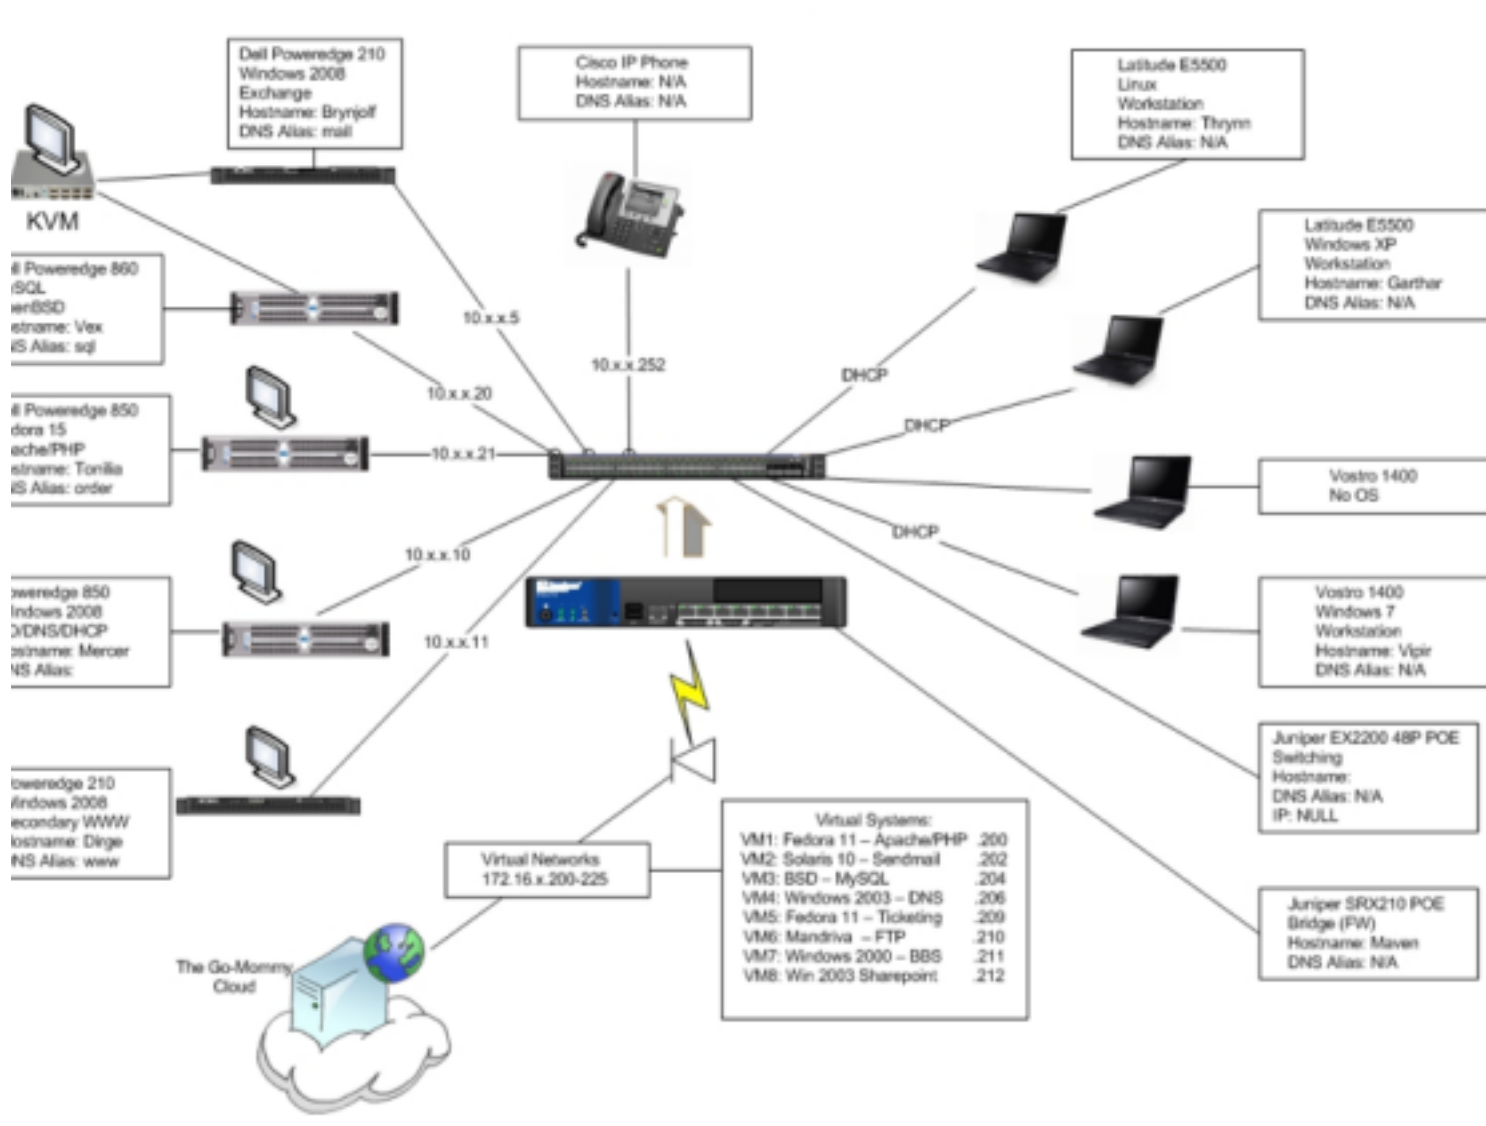 Dell Poweredge 210
Windows 2008
Exchange
Hostname: Brynjolf
DNS Alias: mail
Cisco IP Phone
Hostname: N/A
DNS Alias: N/A
Latitude E5500
Linux
Workstation
Hostname: Thrynn
DNS Alias: N/A
KVM
Latitude E5500
Windows XP
Workstation
Hostname: Garthar
DNS Alias: N/A
ll Poweredge 860
SQL
enBSD
stname: Vex
S Alias: sql
10.x.x.5
10.x.x.252
10.x.x.20
DHCP
ll Poweredge 850
dora 15
ache/PHP
stname: Tonilia
S Alias: order
10.x.x.21
DHCP
Vostro 1400
No OS
10.x.x.10
DHCP
oweredge 850
indows 2008
D/DNS/DHCP
ostname: Mercer
NS Alias:
10.x.x.11
Vostro 1400
Windows 7
Workstation
Hostname: Vipir
DNS Alias: N/A
Juniper EX2200 48P POE
Switching
Hostname:
DNS Alias: N/A
IP: NULL
oweredge 210
indows 2008
econdary WWW
ostname: Dirge
NS Alias: www
Virtual Networks
172.16.x.200-225
Virtual Systems:
VM1: Fedora 11 – Apache/PHP .200
VM2: Solaris 10 – Sendmail .202
VM3: BSD – MySQL .204
VM4: Windows 2003 – DNS .206
VM5: Fedora 11 – Ticketing .209
VM6: Mandriva – FTP .210
VM7: Windows 2000 – BBS .211
VM8: Win 2003 Sharepoint .212
Juniper SRX210 POE
Bridge (FW)
Hostname: Maven
DNS Alias: N/A
The Go-Mommy
Cloud